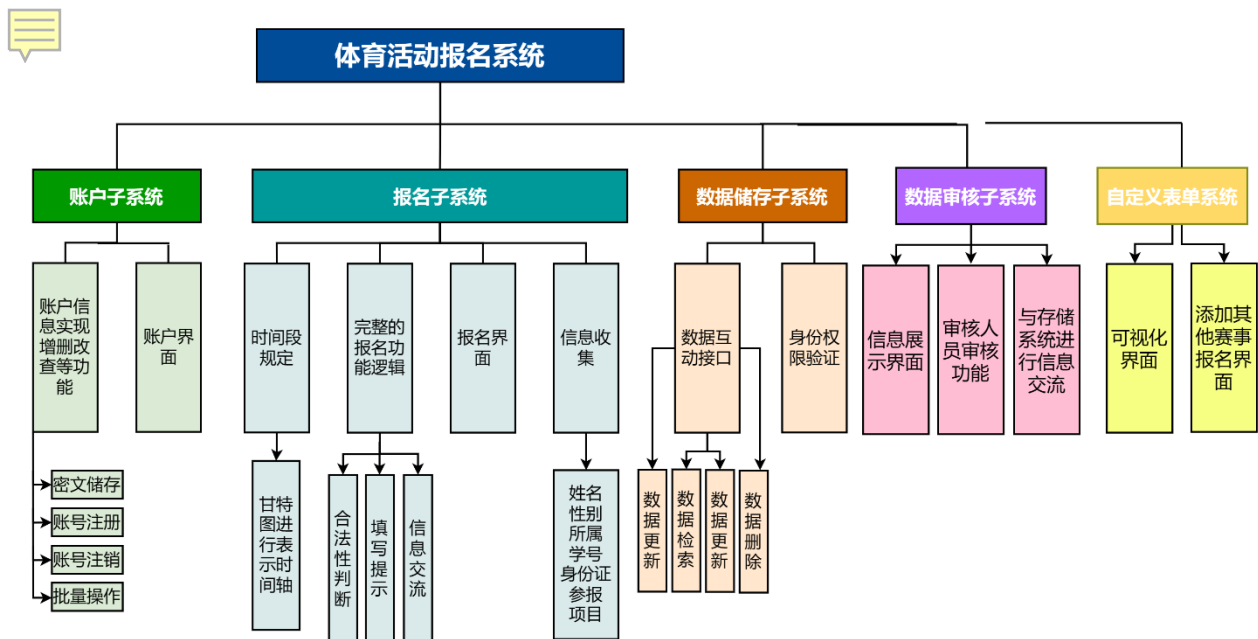 体育活动报名系统
账户子系统
报名子系统
数据储存子系统
数据审核子系统
自定义表单系统
账户信
息实现
增删改
查等功
能
账户界
面
时间段
规定
完整的
报名功
能逻辑
报名界
面
信息收
集
数据互
动接口
身份权
限验证
信息展
示界面
审核人
员审核
功能
与存储
系统进
行信息
交流
可视化
界面
添加其
他赛事
报名界
面
密文储存
账号注册
账号注销
批量操作
甘特
图进
行表
示时
间轴
合法性判断
填写提示
信息交流
姓名
性别
所属
学号
身份证
参报
项目
数据更新
数据检索
数据更新
数据删除